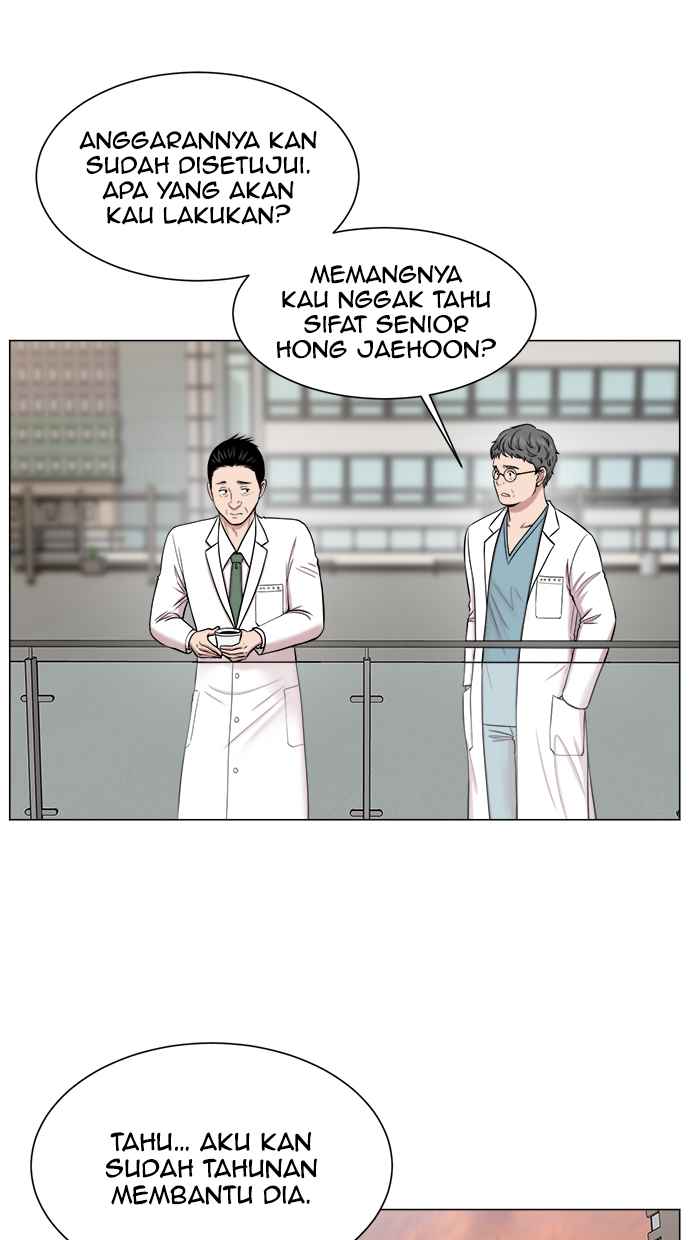 ANGGARANNYA KAN
SUDAH DISETUJUI.
APA YANG AKAN
KAU LAKUKAN?
MEMANGNYA
KAU NGGAK TAHU
SIFAT SENIOR
HONG JAEHOON?
TAHU... AKU KAN
SUDAH TAHUNAN
MEMBANTU DIA.